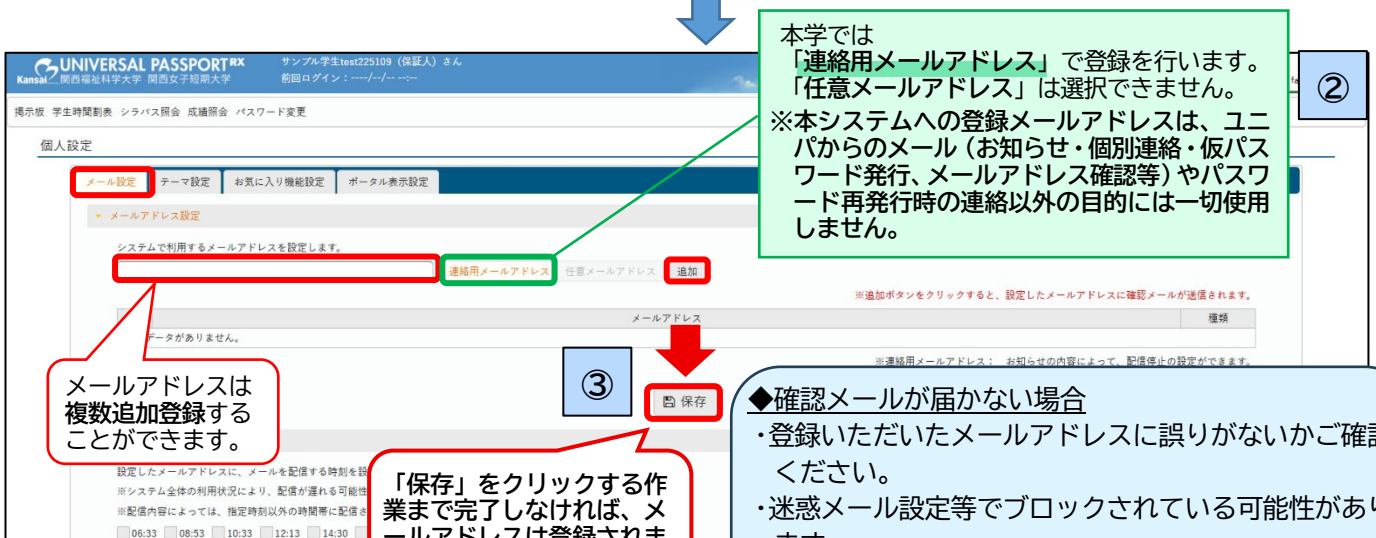 本学では
「連絡用メールアドレス」で登録を行います。
「任意メールアドレス」は選択できません。
※本システムへの登録メールアドレスは、ユニ
パからのメール（お知らせ・個別連絡・仮パス
ワード発行、メールアドレス確認等）やパスワ
ード再発行時の連絡以外の目的には一切使用
しません。
②
UNIVERSAL PASSPORT RX
サンプル学生test225109（保証人）さん
Kansai 関西福祉科学大学 関西女子短期大学
前回ログイン：----/--/-- --:--
掲示板 学生時間割表 シラバス照会 成績照会 パスワード変更
個人設定
メール設定 テーマ設定 お気に入り機能設定 ポータル表示設定
メールアドレス設定
システムで利用するメールアドレスを設定します。
連絡用メールアドレス 任意メールアドレス 追加
※追加ボタンをクリックすると、設定したメールアドレスに確認メールが送信されます。
メールアドレス 種類
データがありません。
※連絡用メールアドレス： お知らせの内容によって、配信停止の設定ができます。
メールアドレスは
複数追加登録する
ことができます。
③
保存
◆確認メールが届かない場合
・登録いただいたメールアドレスに誤りがないかご確認
ください。
・迷惑メール設定等でブロックされている可能性があり
ます
設定したメールアドレスに、メールを配信する時刻を設
※システム全体の利用状況により、配信が遅れる可能性
※配信内容によっては、指定時刻以外の時間帯に配信さ
06:33 08:53 10:33 12:13 14:30
「保存」をクリックする作
業まで完了しなければ、メ
ールアドレスは登録されま